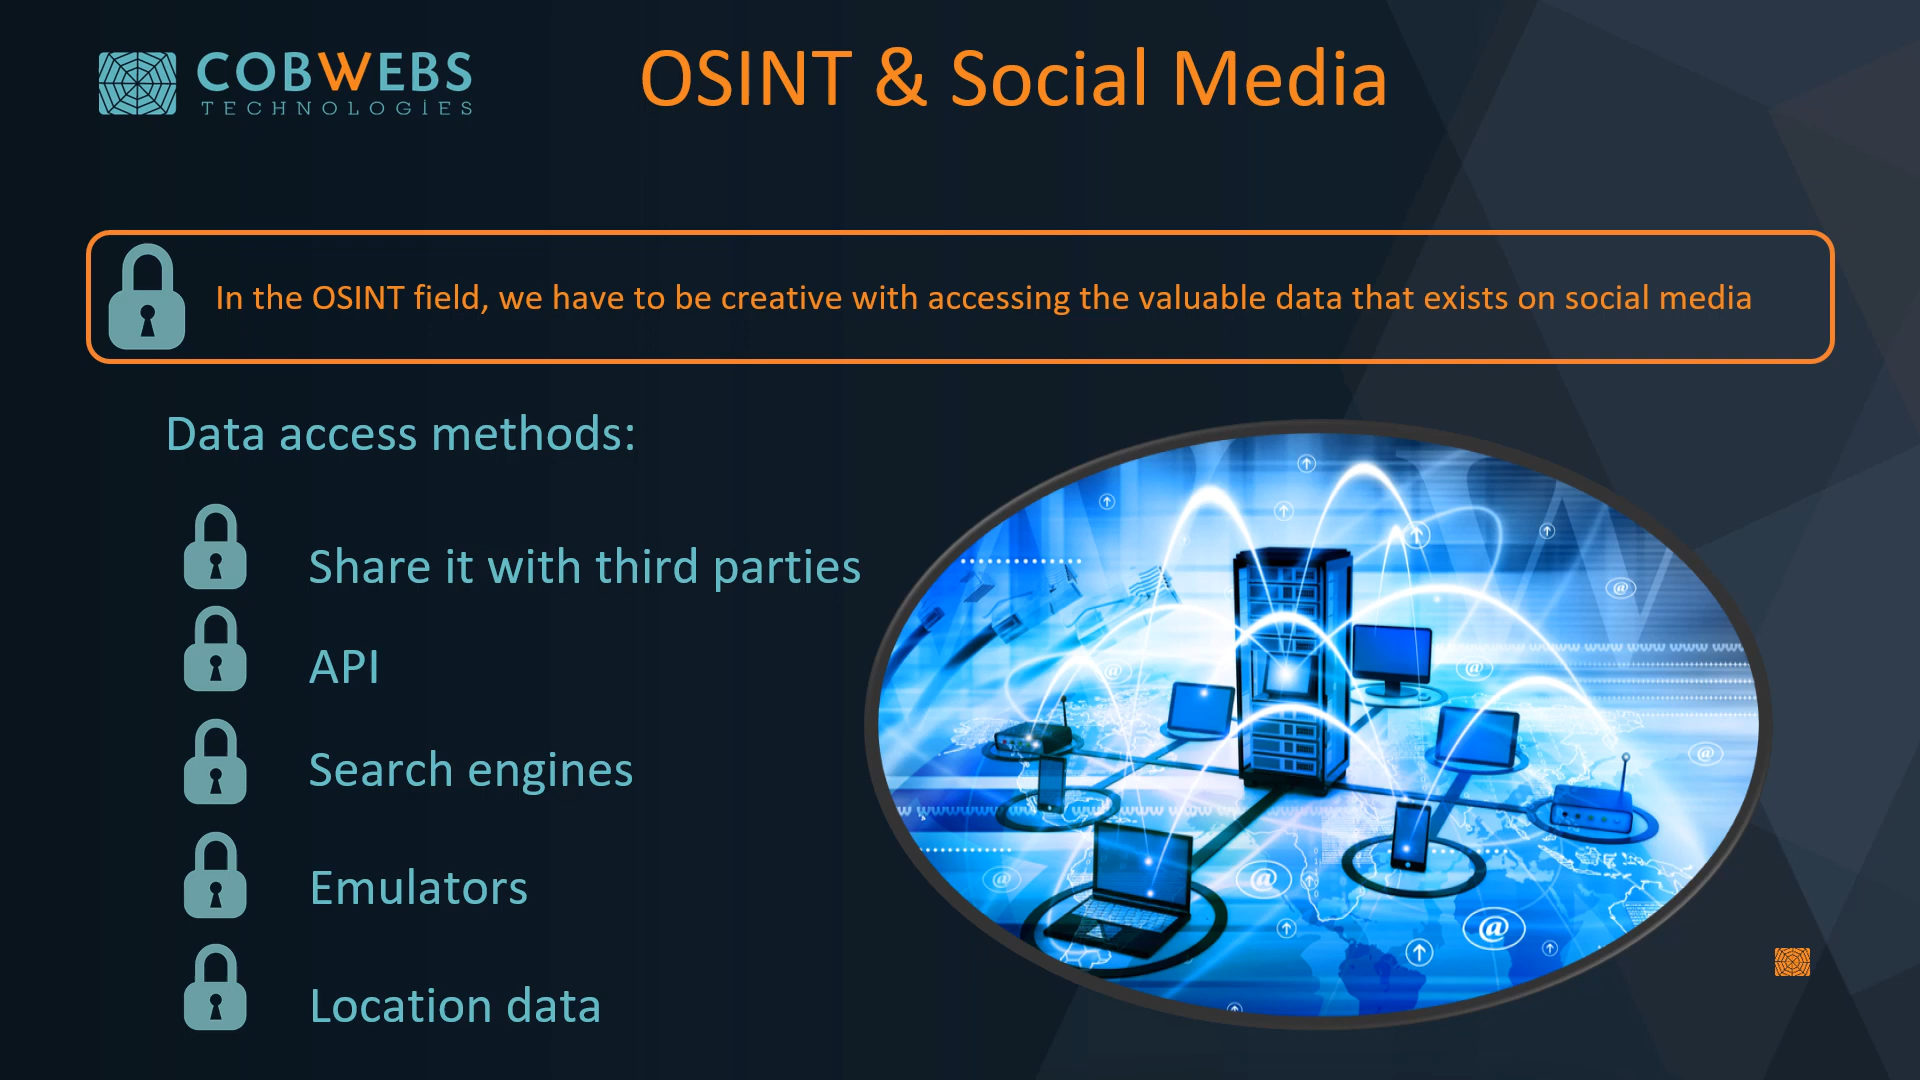 COBWEBS
TECHNOLOGIES
OSINT & Social Media
In the OSINT field, we have to be creative with accessing the valuable data that exists on social media
Data access methods:
Share it with third parties
API
Search engines
Emulators
Location data